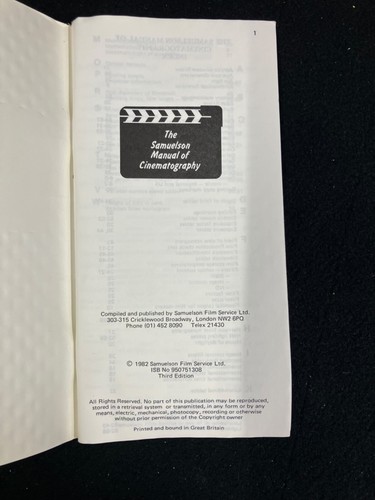 1
The
Samuelson
Manual of
Cinematography
Compiled and published by Samuelson Film Service Ltd.
303-315 Cricklewood Broadway, London NW2 6PQ
Phone (01) 452 8090 Telex 21430
© 1982 Samuelson Film Service Ltd.
ISB No 950751308
Third Edition
All Rights Reserved. No part of this publication may be reproduced,
stored in a retrieval system or transmitted, in any form or by any
means, electric, mechanical, photocopy, recording or otherwise
without prior permission of the Copyright owner
Printed and bound in Great Britain